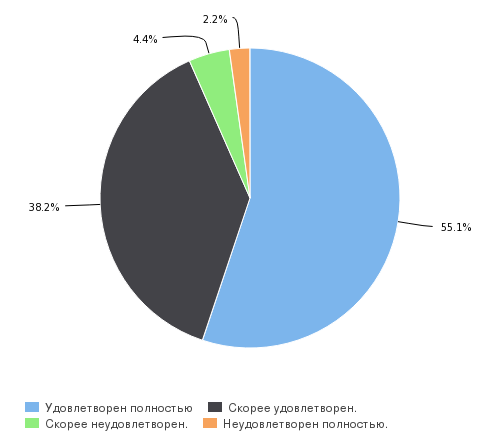 2.2%
4.4%
38.2%
55.1%
Удовлетворен полностью Скорее удовлетворен.
Скорее неудовлетворен. Неудовлетворен полностью.